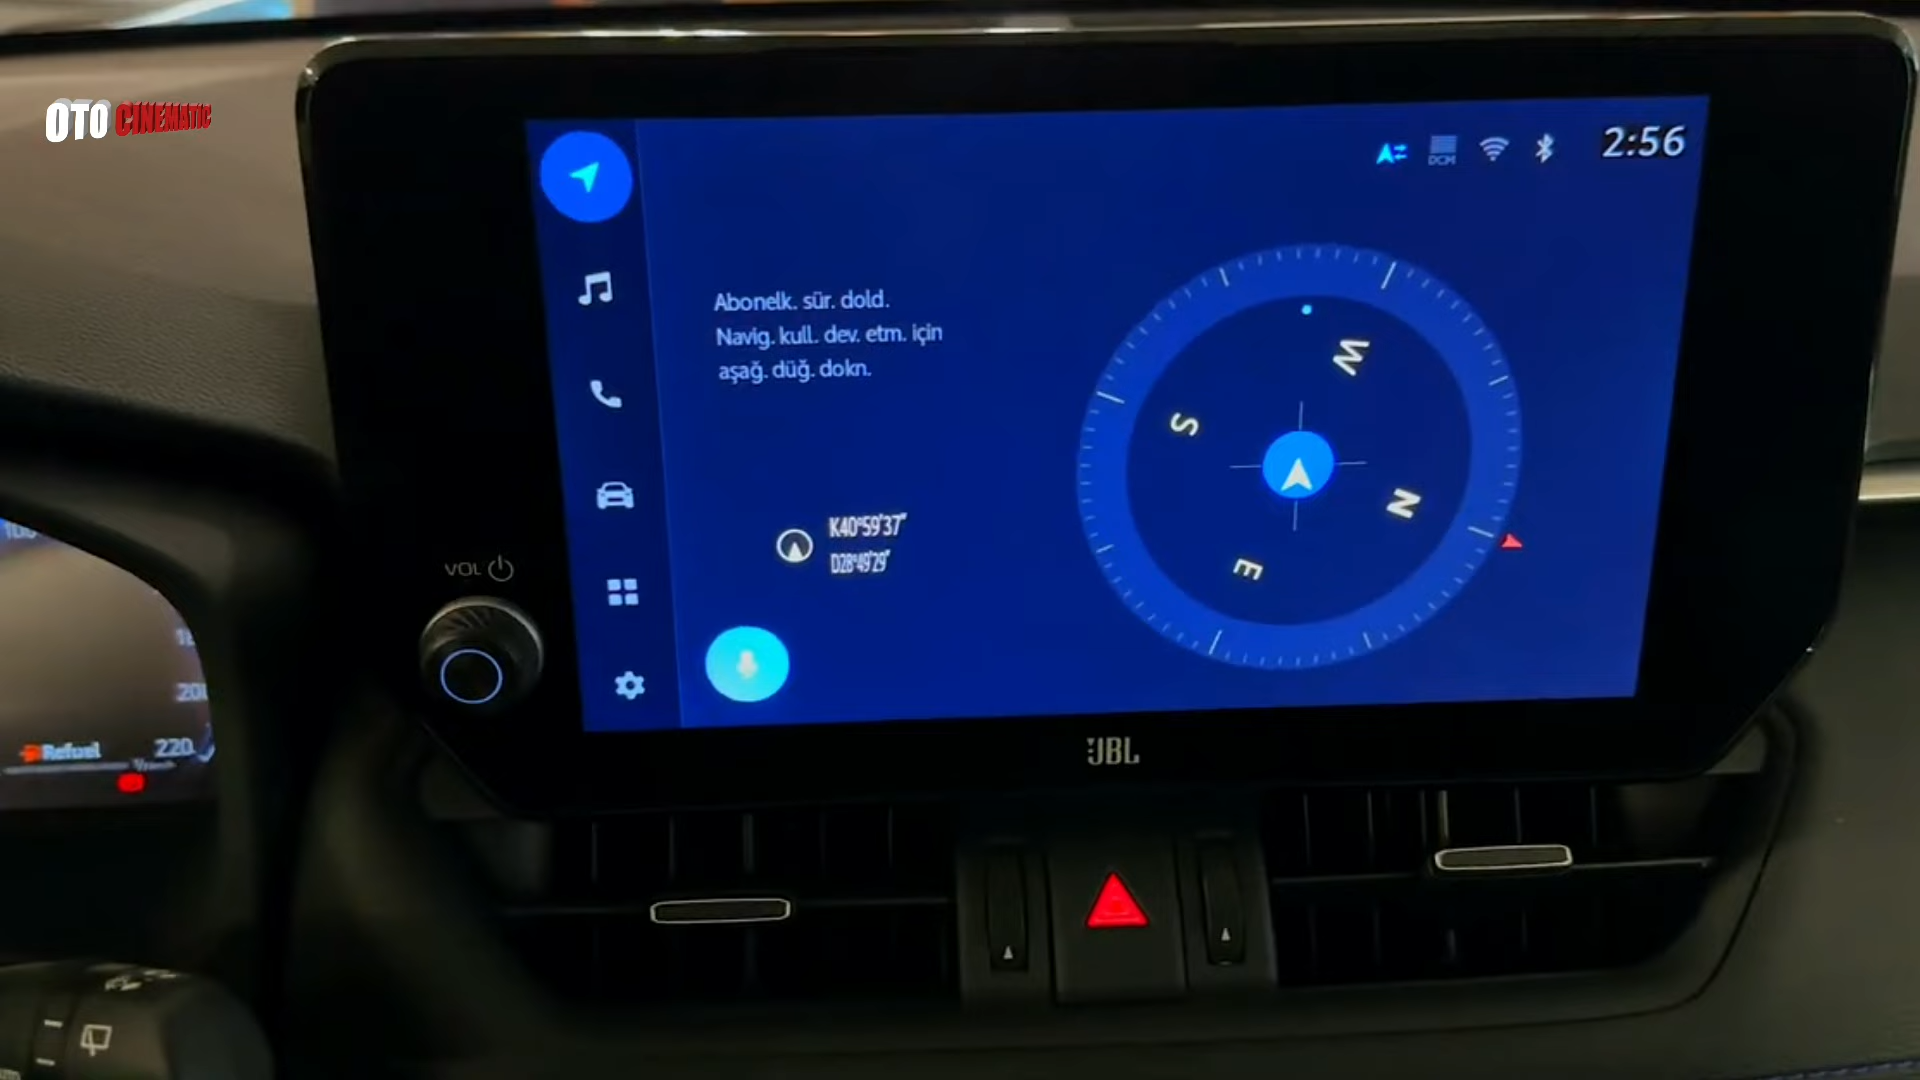 OTO CINEMATIC
DCM
2:56
Abonelk. sür. dold.
Navig. kull. dev. etm. için
aşağ. düğ. dokn.
W
S
N
E
K40°59'37"
D28°49'29"
VOL
JBL
200
Refuel 220